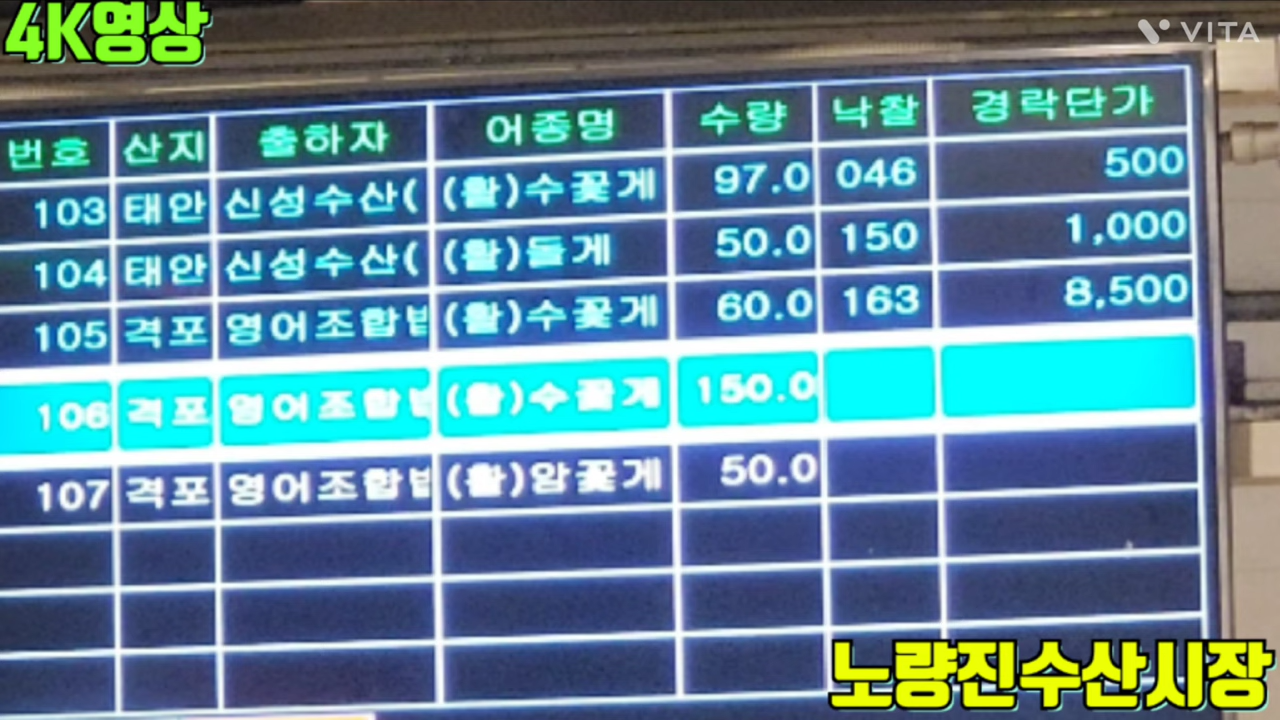 4K영상
VITA
번호 산지 출하자 어종명 수량 낙찰 경락단가
103 태안 신성수산( (활)수꽃게 97.0 046 500
104 태안 신성수산( (활)돌게 50.0 150 1,000
105 격포 영어조합법 (활)수꽃게 60.0 163 8,500
106 격포 영어조합법 (활)수꽃게 150.0
107 격포 영어조합법 (활)암꽃게 50.0
노량진수산시장